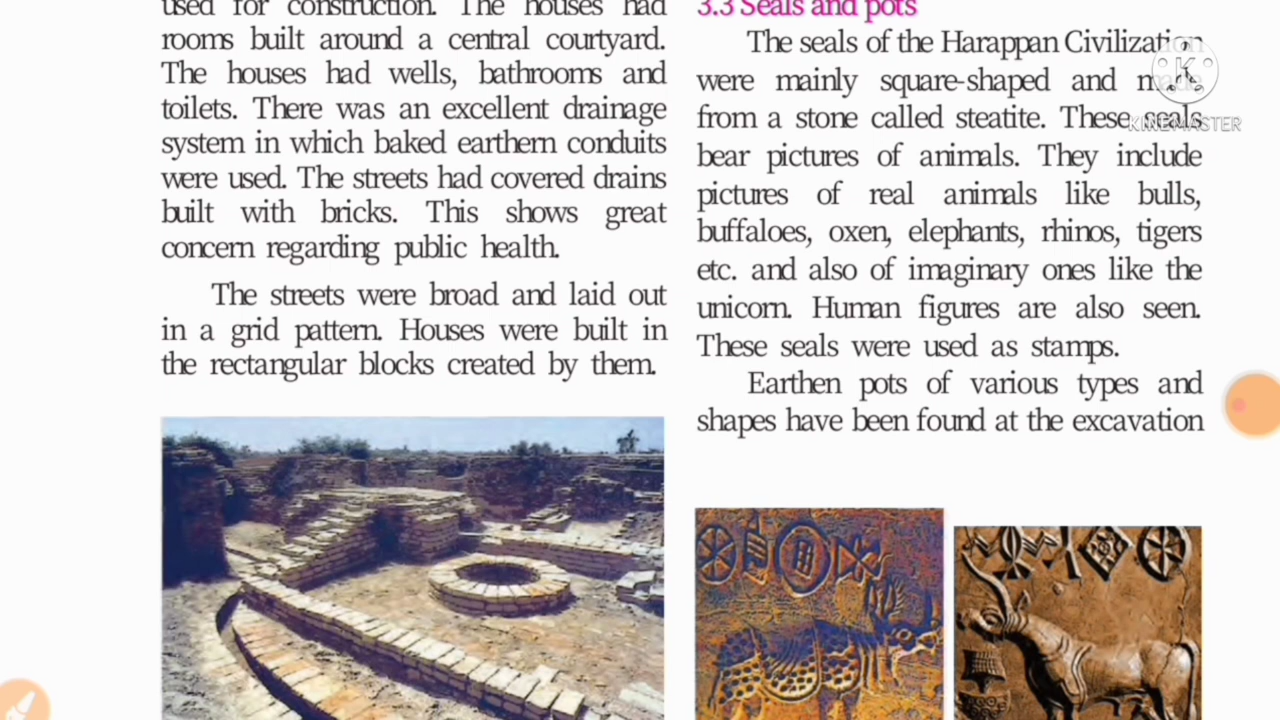 used for construction. The houses had
rooms built around a central courtyard.
The houses had wells, bathrooms and
toilets. There was an excellent drainage
system in which baked earthern conduits
were used. The streets had covered drains
built with bricks. This shows great
concern regarding public health.
The streets were broad and laid out
in a grid pattern. Houses were built in
the rectangular blocks created by them.
3.3 Seals and pots
The seals of the Harappan Civilization
were mainly square-shaped and made
from a stone called steatite. These seals
bear pictures of animals. They include
pictures of real animals like bulls,
buffaloes, oxen, elephants, rhinos, tigers
etc. and also of imaginary ones like the
unicorn. Human figures are also seen.
These seals were used as stamps.
Earthen pots of various types and
shapes have been found at the excavation
K
KINEMASTER